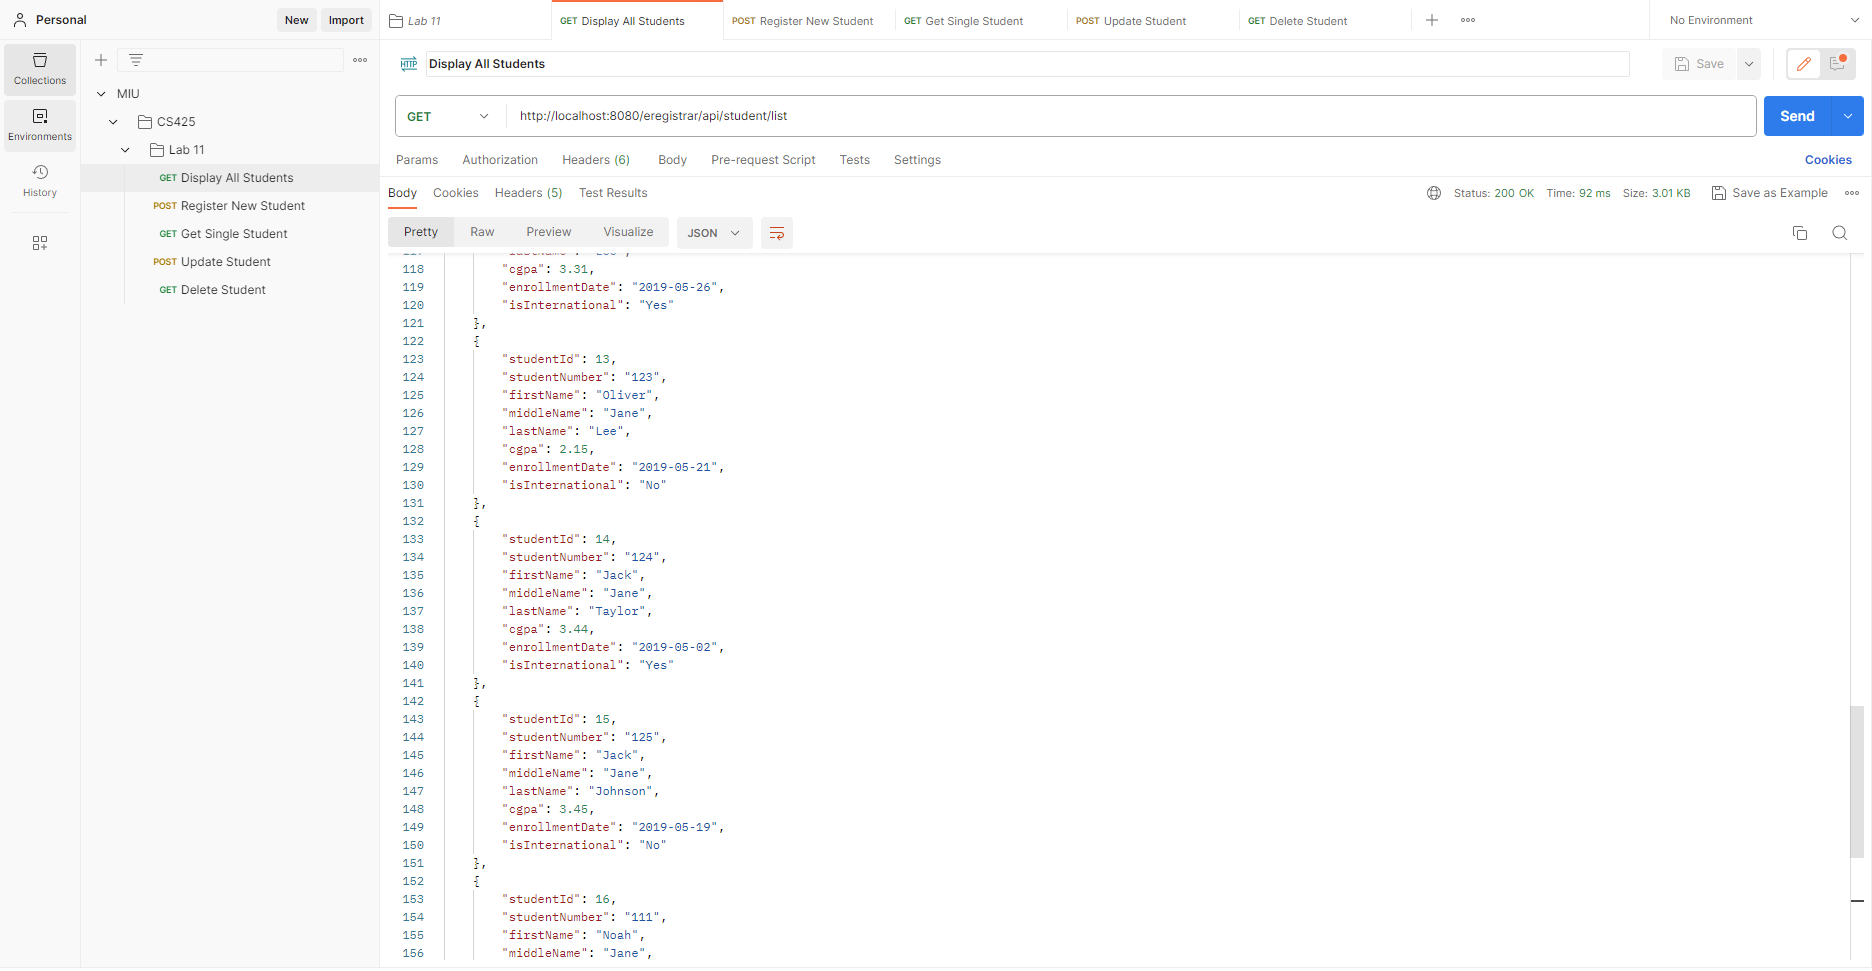 Personal
New
Import
Lab 11
GET Display All Students
POST Register New Student
GET Get Single Student
POST Update Student
GET Delete Student
No Environment
Collections
Environments
History
MIU
CS425
Lab 11
GET Display All Students
POST Register New Student
GET Get Single Student
POST Update Student
GET Delete Student
HTTP Display All Students
Save
GET http://localhost:8080/eregistrar/api/student/list
Send
Params Authorization Headers (6) Body Pre-request Script Tests Settings
Cookies
Body Cookies Headers (5) Test Results
Status: 200 OK Time: 92 ms Size: 3.01 KB Save as Example
Pretty Raw Preview Visualize JSON
118 "cgpa": 3.31,
119 "enrollmentDate": "2019-05-26",
120 "isInternational": "Yes"
121 },
122 {
123 "studentId": 13,
124 "studentNumber": "123",
125 "firstName": "Oliver",
126 "middleName": "Jane",
127 "lastName": "Lee",
128 "cgpa": 2.15,
129 "enrollmentDate": "2019-05-21",
130 "isInternational": "No"
131 },
132 {
133 "studentId": 14,
134 "studentNumber": "124",
135 "firstName": "Jack",
136 "middleName": "Jane",
137 "lastName": "Taylor",
138 "cgpa": 3.44,
139 "enrollmentDate": "2019-05-02",
140 "isInternational": "Yes"
141 },
142 {
143 "studentId": 15,
144 "studentNumber": "125",
145 "firstName": "Jack",
146 "middleName": "Jane",
147 "lastName": "Johnson",
148 "cgpa": 3.45,
149 "enrollmentDate": "2019-05-19",
150 "isInternational": "No"
151 },
152 {
153 "studentId": 16,
154 "studentNumber": "111",
155 "firstName": "Noah",
156 "middleName": "Jane",